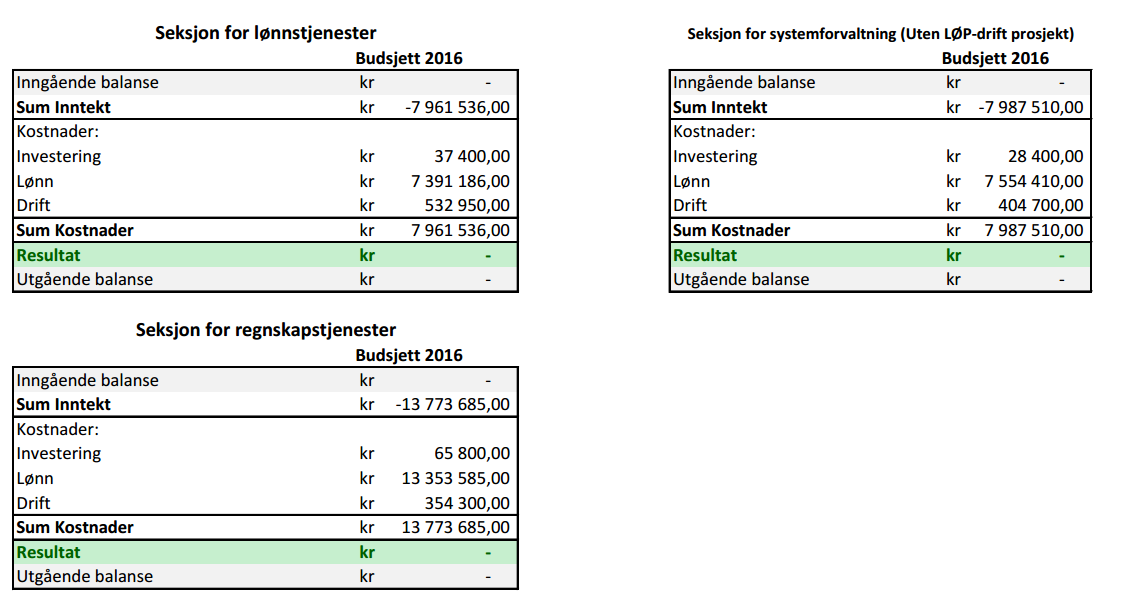 Seksjon for lønnstjenester
Budsjett 2016
Inngående balanse kr -
Sum Inntekt kr -7 961 536,00
Kostnader:
Investering kr 37 400,00
Lønn kr 7 391 186,00
Drift kr 532 950,00
Sum Kostnader kr 7 961 536,00
Resultat kr -
Utgående balanse kr -
Seksjon for systemforvaltning (Uten LØP-drift prosjekt)
Budsjett 2016
Inngående balanse kr -
Sum Inntekt kr -7 987 510,00
Kostnader:
Investering kr 28 400,00
Lønn kr 7 554 410,00
Drift kr 404 700,00
Sum Kostnader kr 7 987 510,00
Resultat kr -
Utgående balanse kr -
Seksjon for regnskapstjenester
Budsjett 2016
Inngående balanse kr -
Sum Inntekt kr -13 773 685,00
Kostnader:
Investering kr 65 800,00
Lønn kr 13 353 585,00
Drift kr 354 300,00
Sum Kostnader kr 13 773 685,00
Resultat kr -
Utgående balanse kr -